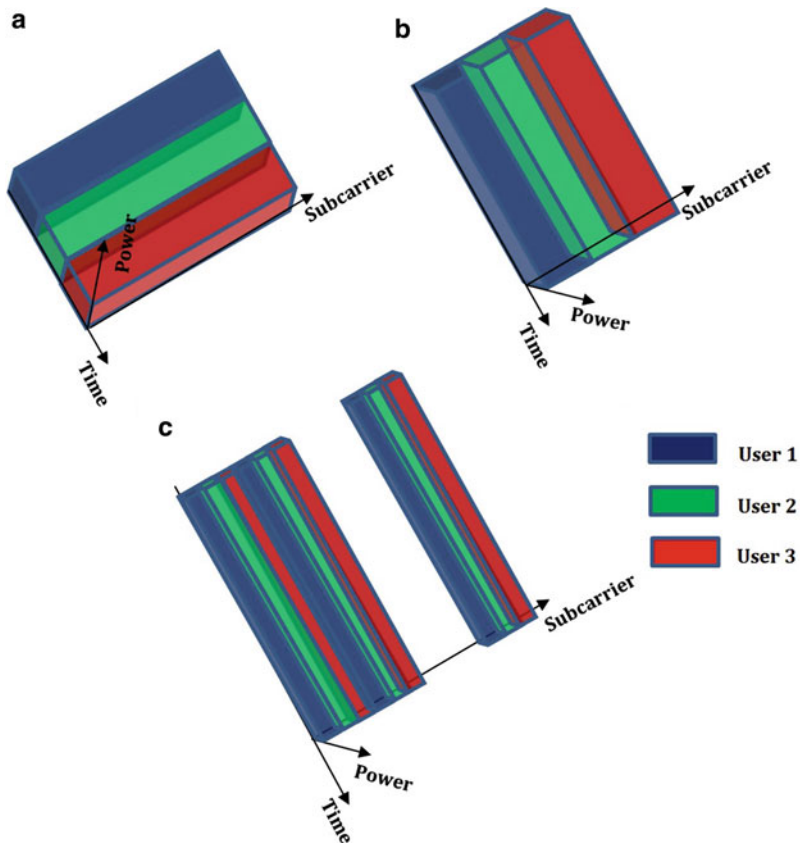 a
Power
Subcarrier
Time
b
Subcarrier
Power
Time
c
Subcarrier
Power
Time
User 1
User 2
User 3